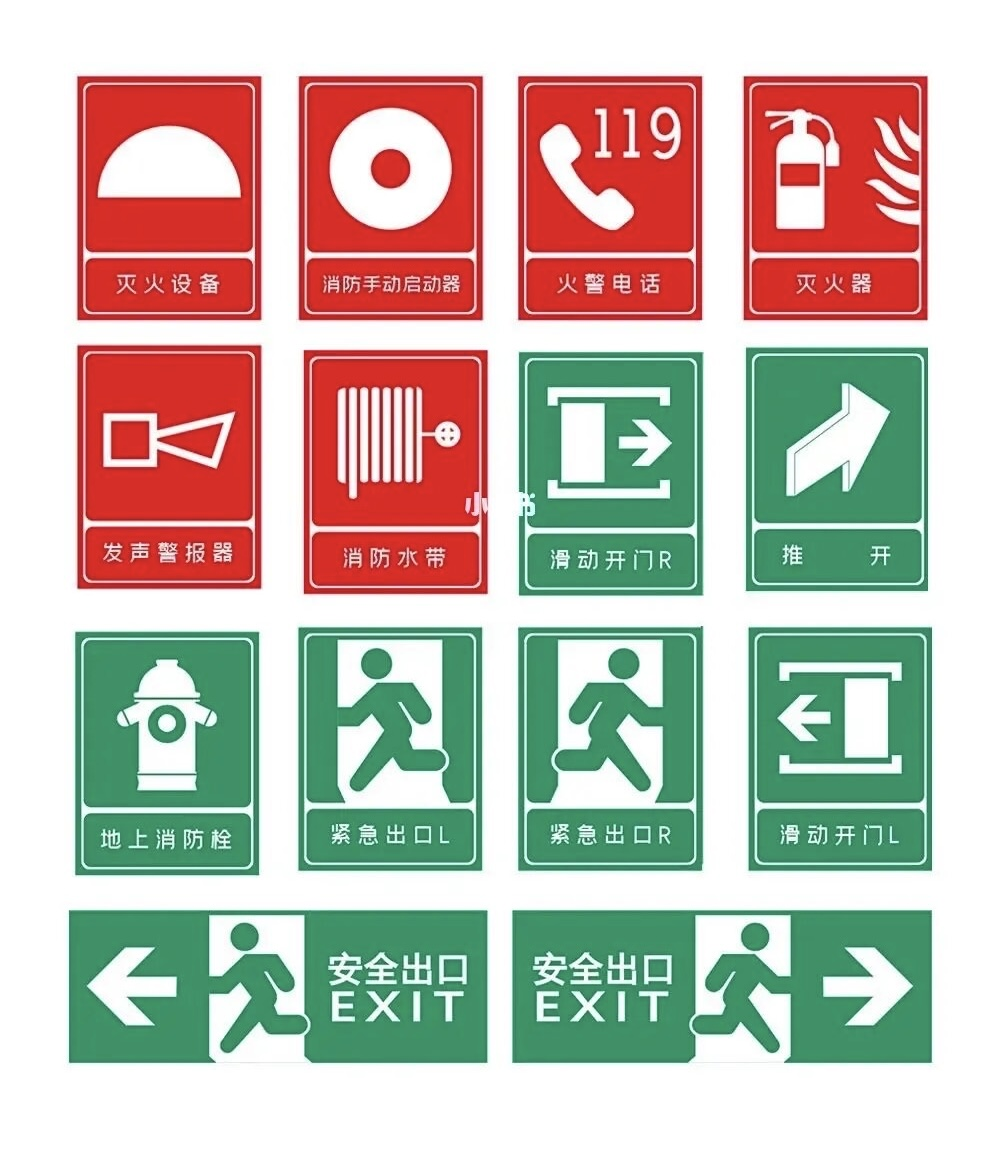 119
灭火设备
消防手动启动器
火警电话
灭火器
发声警报器
消防水带
滑动开门R
推 开
地上消防栓
紧急出口L
紧急出口R
滑动开门L
安全出口
EXIT
安全出口
EXIT